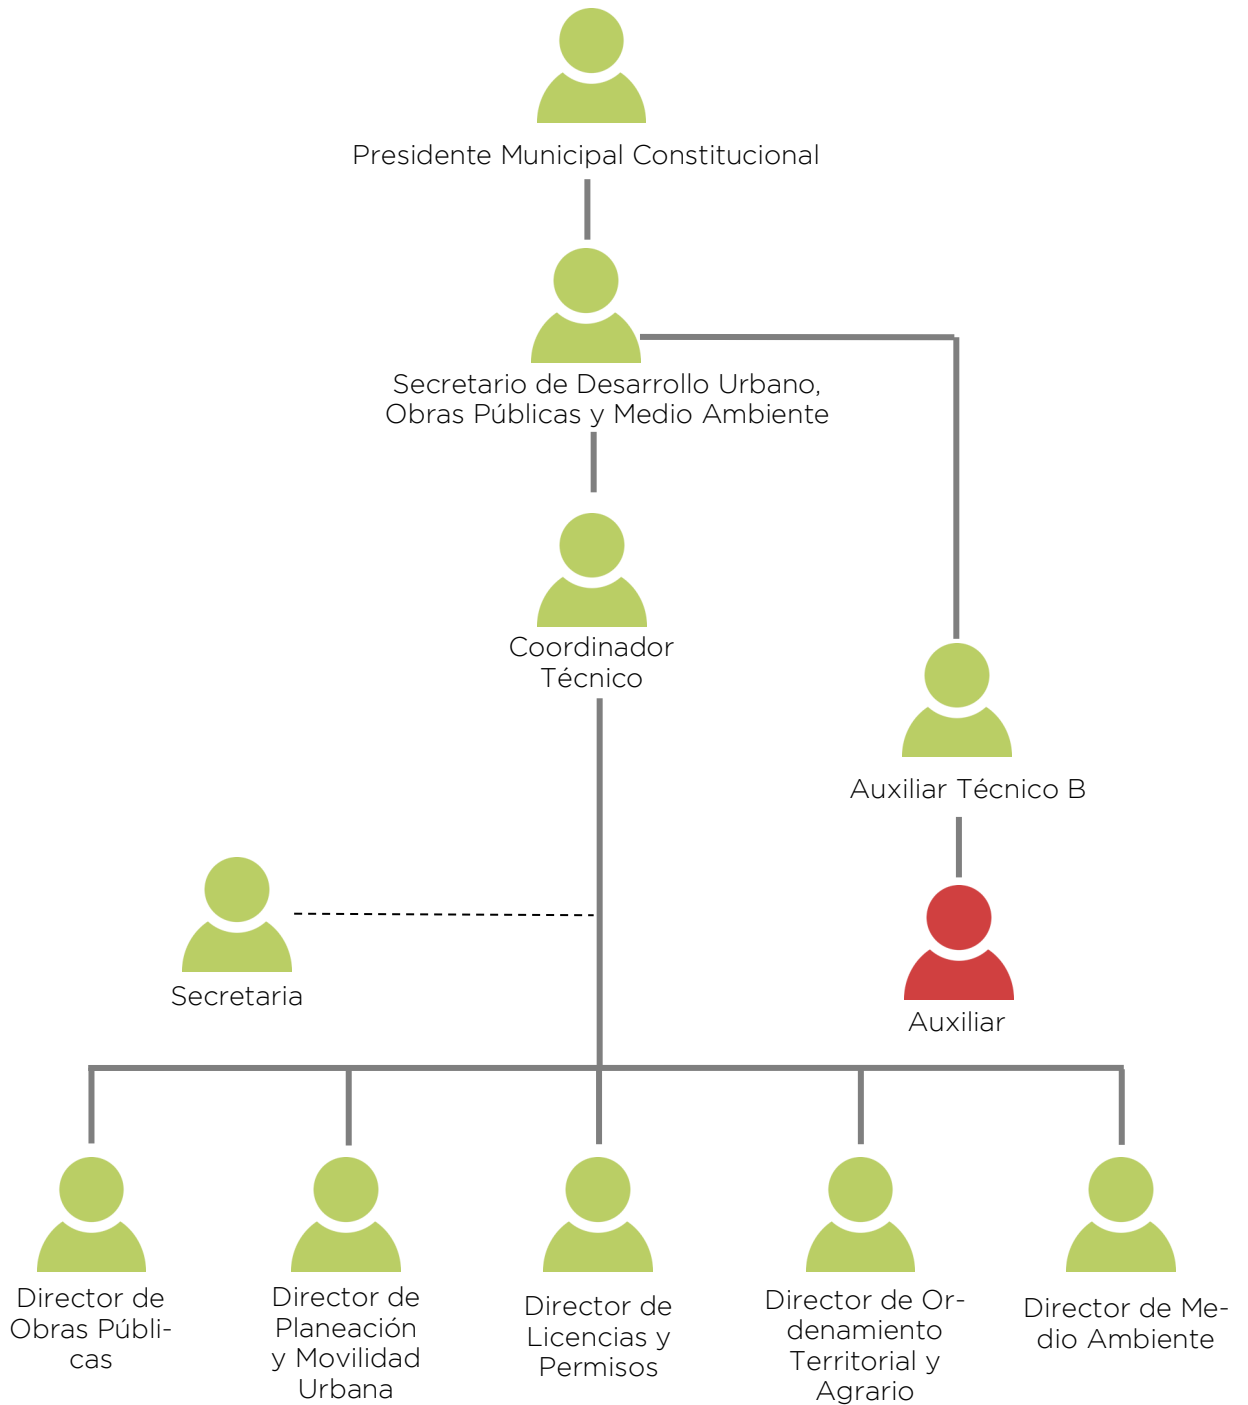 Presidente Municipal Constitucional
Secretario de Desarrollo Urbano,
Obras Públicas y Medio Ambiente
Coordinador
Técnico
Auxiliar Técnico B
Secretaria
Auxiliar
Director de
Obras Públi-
cas
Director de
Planeación
y Movilidad
Urbana
Director de
Licencias y
Permisos
Director de Or-
denamiento
Territorial y
Agrario
Director de Me-
dio Ambiente